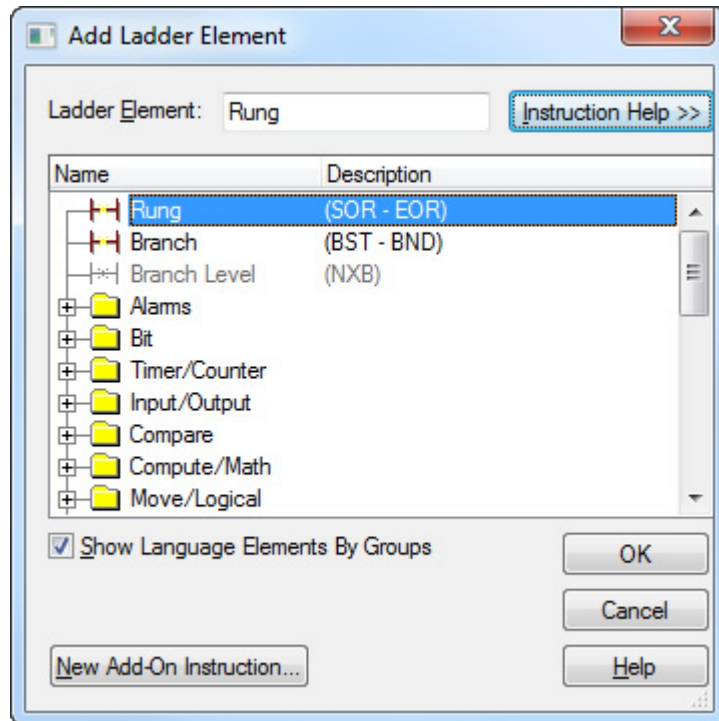 Add Ladder Element
Ladder Element: Rung Instruction Help >>
Name Description
Rung (SOR - EOR)
Branch (BST - BND)
Branch Level (NXB)
Alarms
Bit
Timer/Counter
Input/Output
Compare
Compute/Math
Move/Logical
Show Language Elements By Groups OK
Cancel
New Add-On Instruction... Help